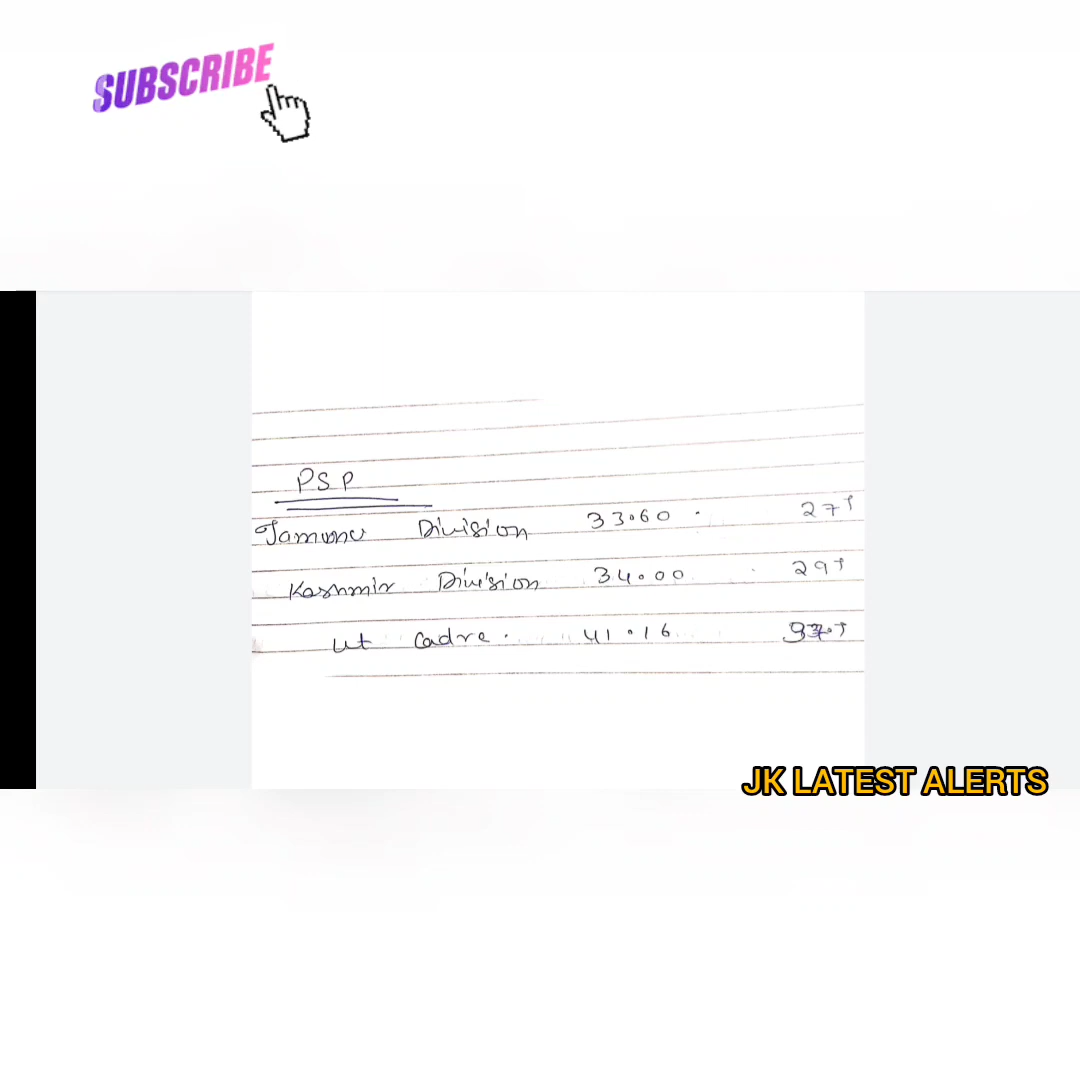 SUBSCRIBE
PSP
Jammu Division 33.60 27↑
Kashmir Division 34.00 29↑
Ut Cadre. 41.16
JK LATEST ALERTS